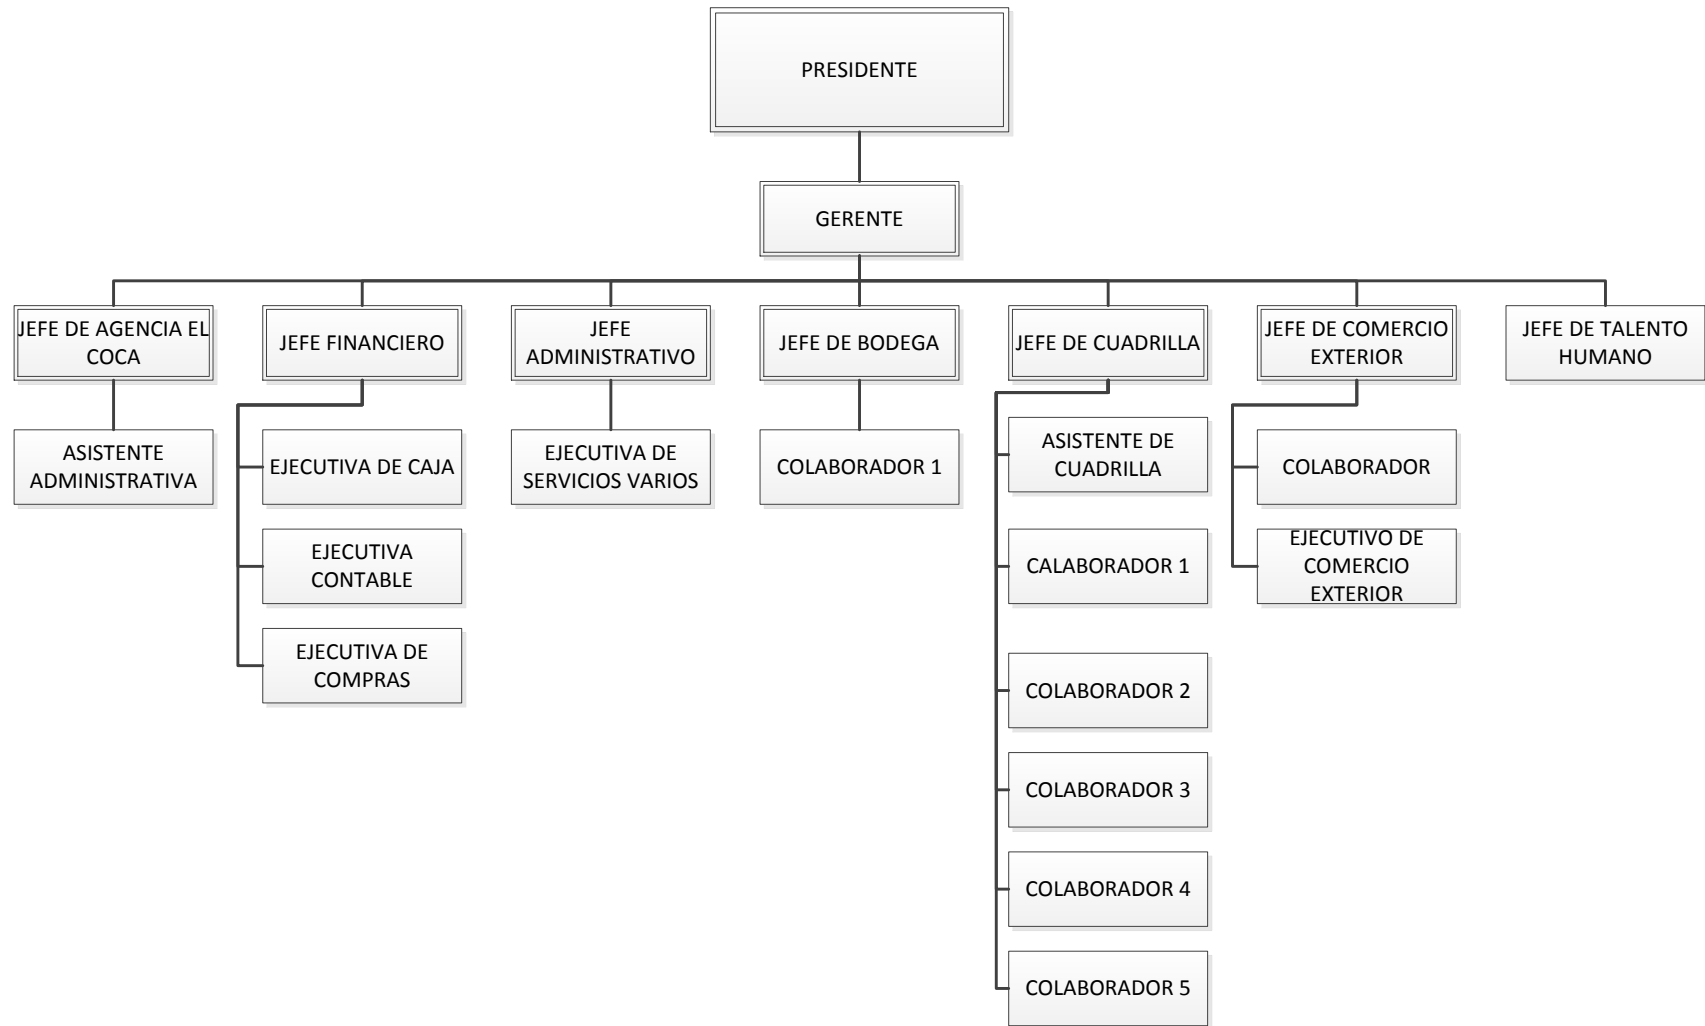 PRESIDENTE
GERENTE
JEFE DE AGENCIA EL
COCA
JEFE FINANCIERO
JEFE
ADMINISTRATIVO
JEFE DE BODEGA
JEFE DE CUADRILLA
JEFE DE COMERCIO
EXTERIOR
JEFE DE TALENTO
HUMANO
ASISTENTE
ADMINISTRATIVA
EJECUTIVA DE CAJA
EJECUTIVA
CONTABLE
EJECUTIVA DE
COMPRAS
EJECUTIVA DE
SERVICIOS VARIOS
COLABORADOR 1
ASISTENTE DE
CUADRILLA
CALABORADOR 1
COLABORADOR 2
COLABORADOR 3
COLABORADOR 4
COLABORADOR 5
COLABORADOR
EJECUTIVO DE
COMERCIO
EXTERIOR